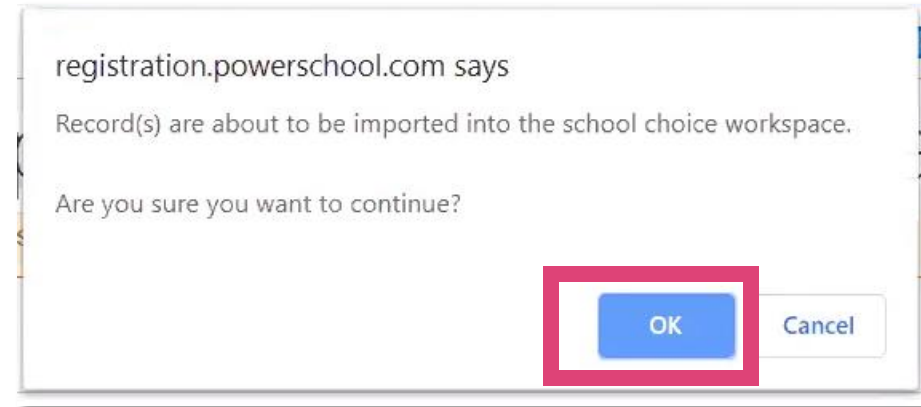 registration.powerschool.com says
Record(s) are about to be imported into the school choice workspace.
Are you sure you want to continue?
OK
Cancel